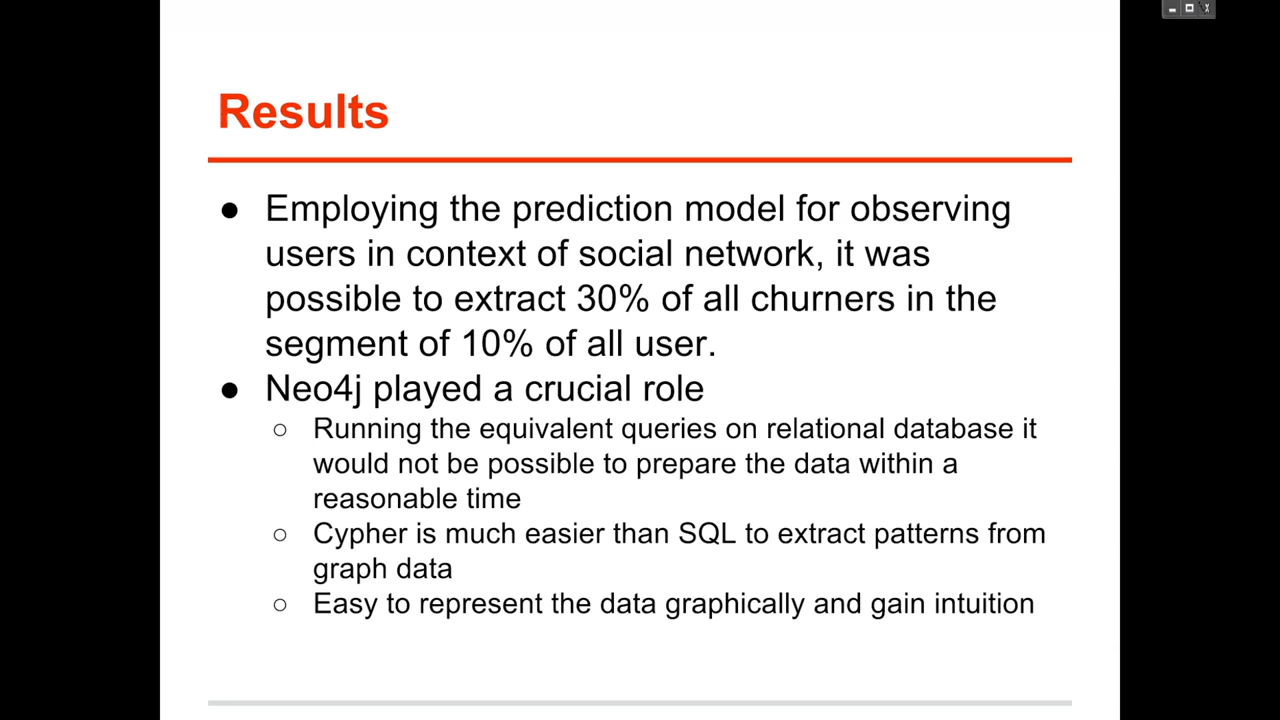 Results
● Employing the prediction model for observing
users in context of social network, it was
possible to extract 30% of all churners in the
segment of 10% of all user.
● Neo4j played a crucial role
○ Running the equivalent queries on relational database it
would not be possible to prepare the data within a
reasonable time
○ Cypher is much easier than SQL to extract patterns from
graph data
○ Easy to represent the data graphically and gain intuition